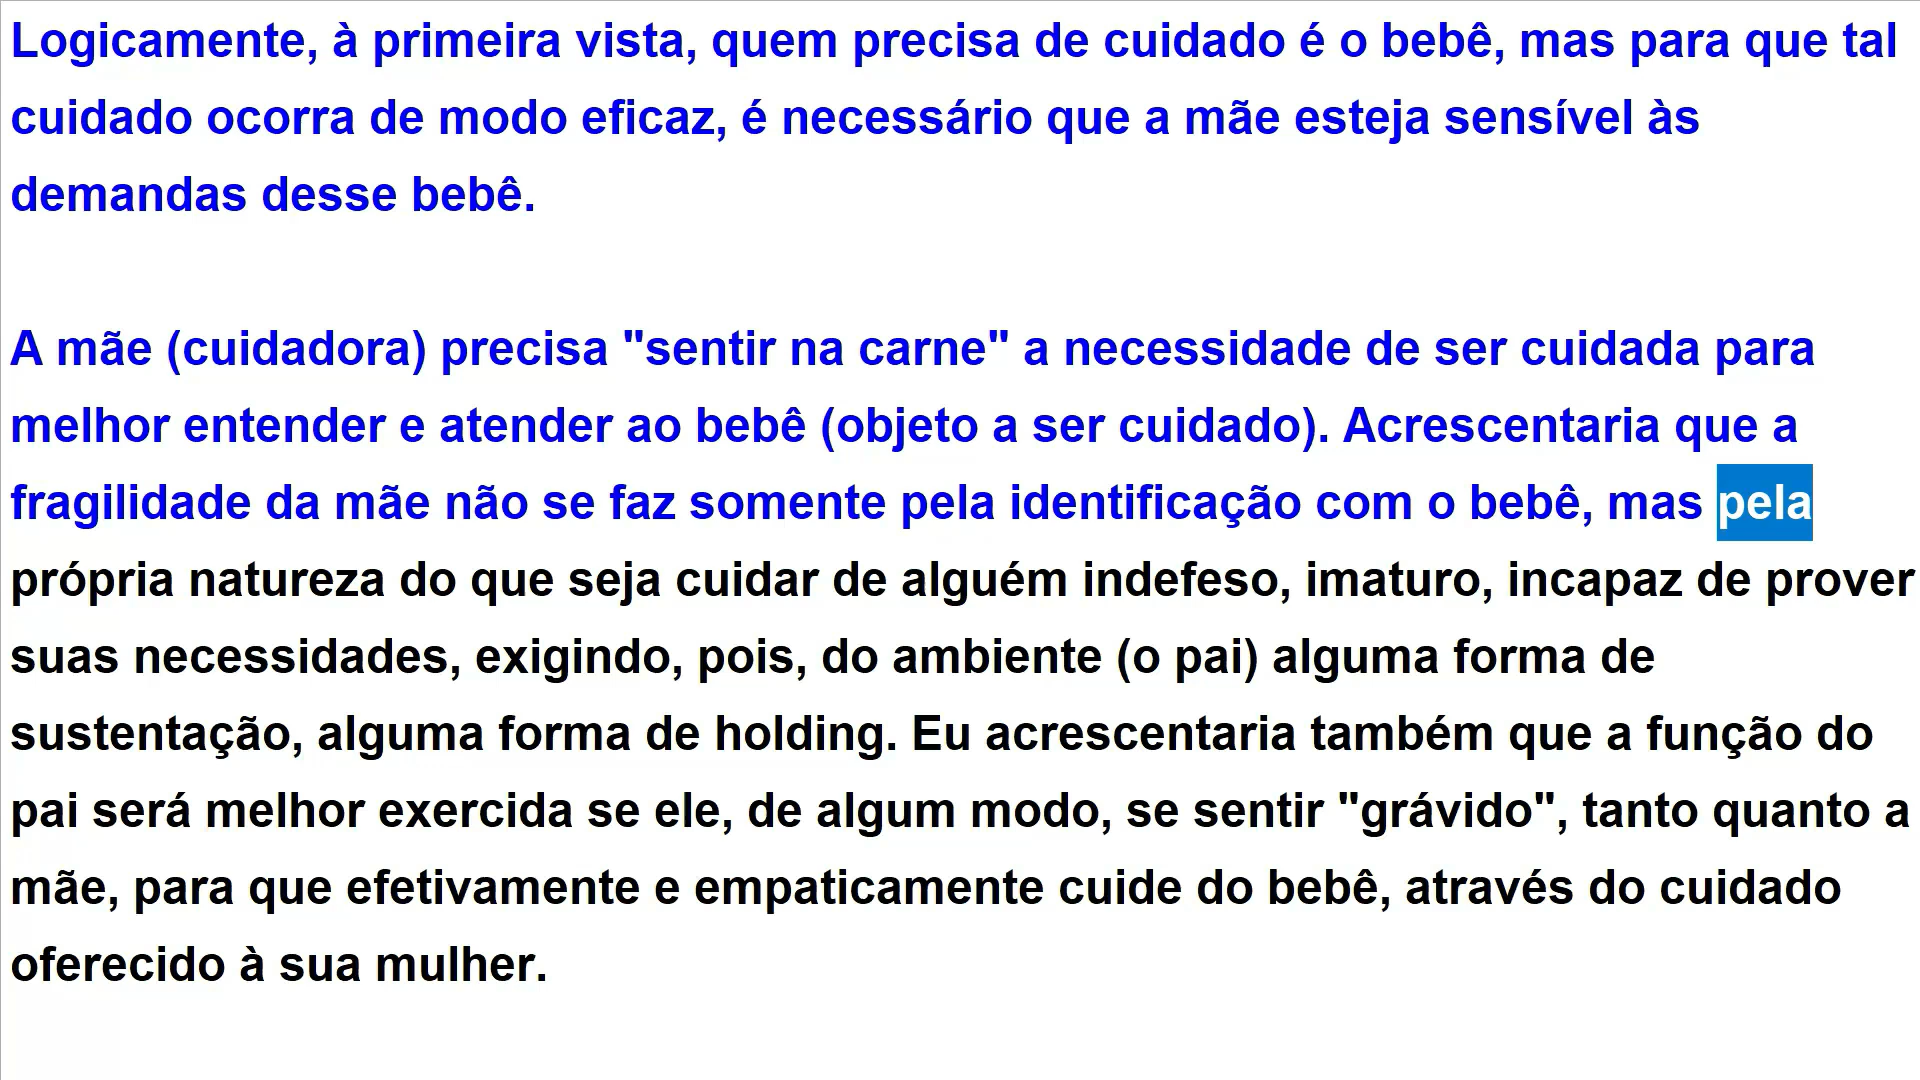 Logicamente, à primeira vista, quem precisa de cuidado é o bebê, mas para que tal
cuidado ocorra de modo eficaz, é necessário que a mãe esteja sensível às
demandas desse bebê.
A mãe (cuidadora) precisa "sentir na carne" a necessidade de ser cuidada para
melhor entender e atender ao bebê (objeto a ser cuidado). Acrescentaria que a
fragilidade da mãe não se faz somente pela identificação com o bebê, mas pela
própria natureza do que seja cuidar de alguém indefeso, imaturo, incapaz de prover
suas necessidades, exigindo, pois, do ambiente (o pai) alguma forma de
sustentação, alguma forma de holding. Eu acrescentaria também que a função do
pai será melhor exercida se ele, de algum modo, se sentir "grávido", tanto quanto a
mãe, para que efetivamente e empaticamente cuide do bebê, através do cuidado
oferecido à sua mulher.